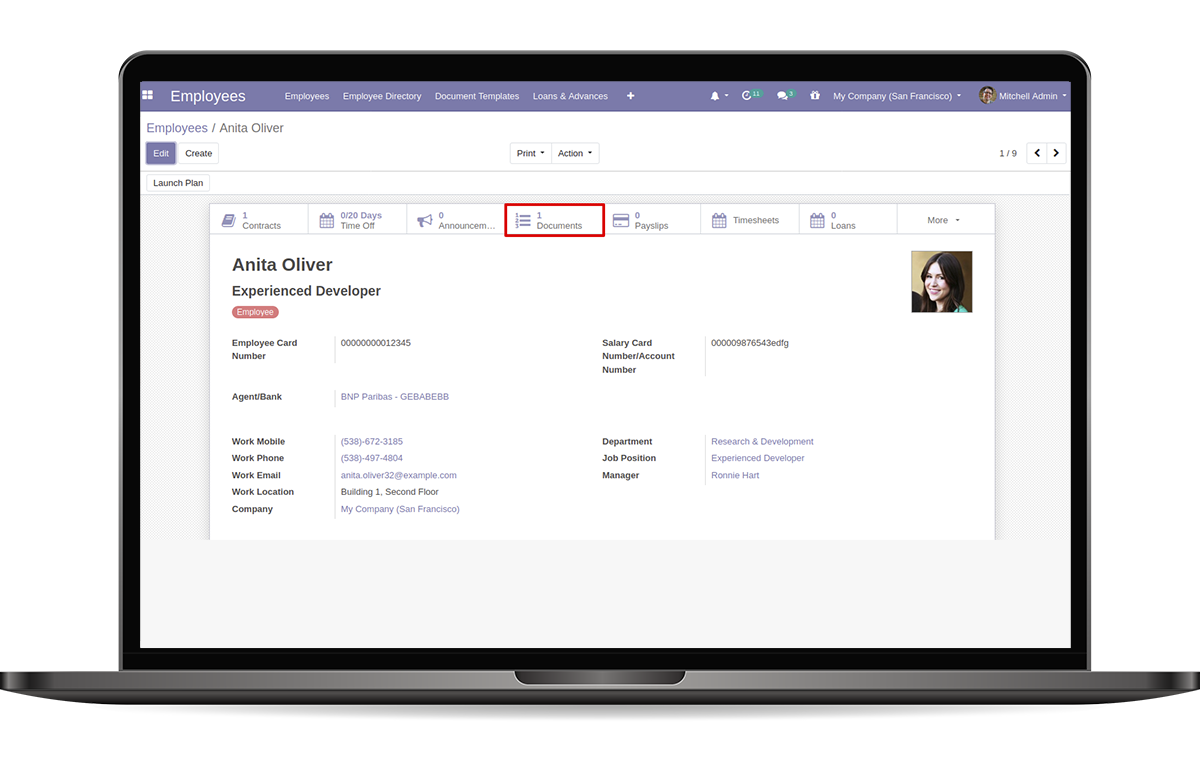 Employees Employees Employee Directory Document Templates Loans & Advances 11 3 My Company (San Francisco) Mitchell Admin
Employees / Anita Oliver
Edit Create Print Action 1 / 9
Launch Plan
1 Contracts
0/20 Days Time Off
0 Announcem...
1 Documents
0 Payslips
Timesheets
0 Loans
More
Anita Oliver
Experienced Developer
Employee
Employee Card Number 00000000012345
Salary Card Number/Account Number 000009876543edfg
Agent/Bank BNP Paribas - GEBABEBB
Work Mobile (538)-672-3185
Work Phone (538)-497-4804
Work Email anita.oliver32@example.com
Work Location Building 1, Second Floor
Company My Company (San Francisco)
Department Research & Development
Job Position Experienced Developer
Manager Ronnie Hart